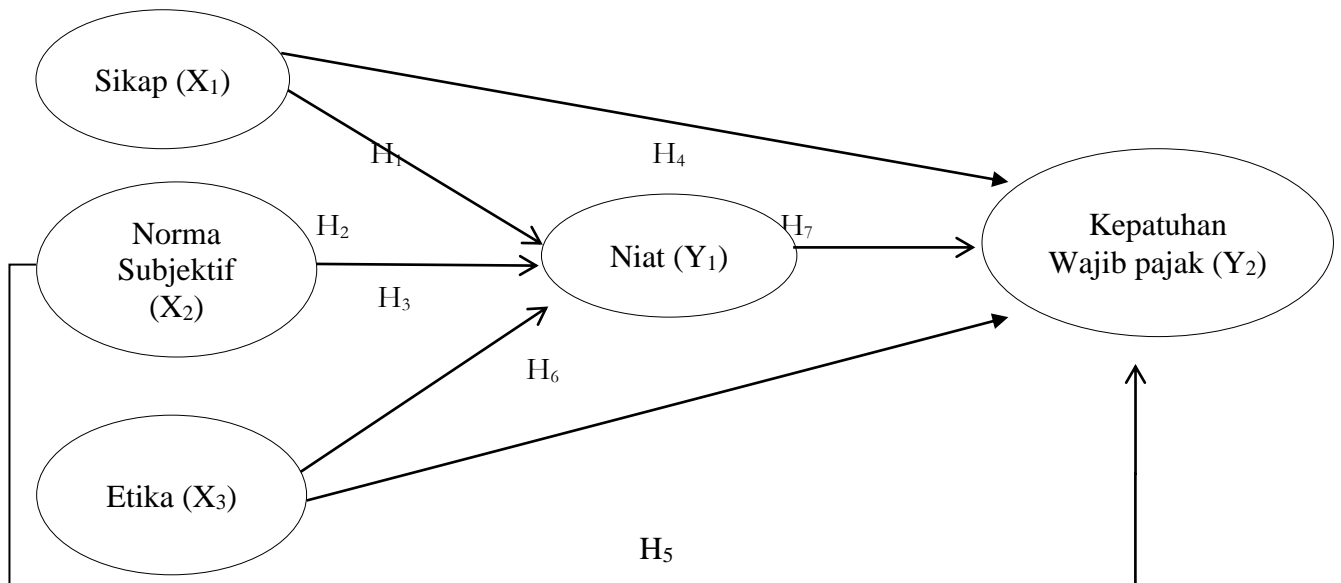 Sikap (X₁)
H₁
H₄
Norma
Subjektif
(X₂)
H₂
H₃
Niat (Y₁)
H₇
Kepatuhan
Wajib pajak (Y₂)
H₆
Etika (X₃)
H₅